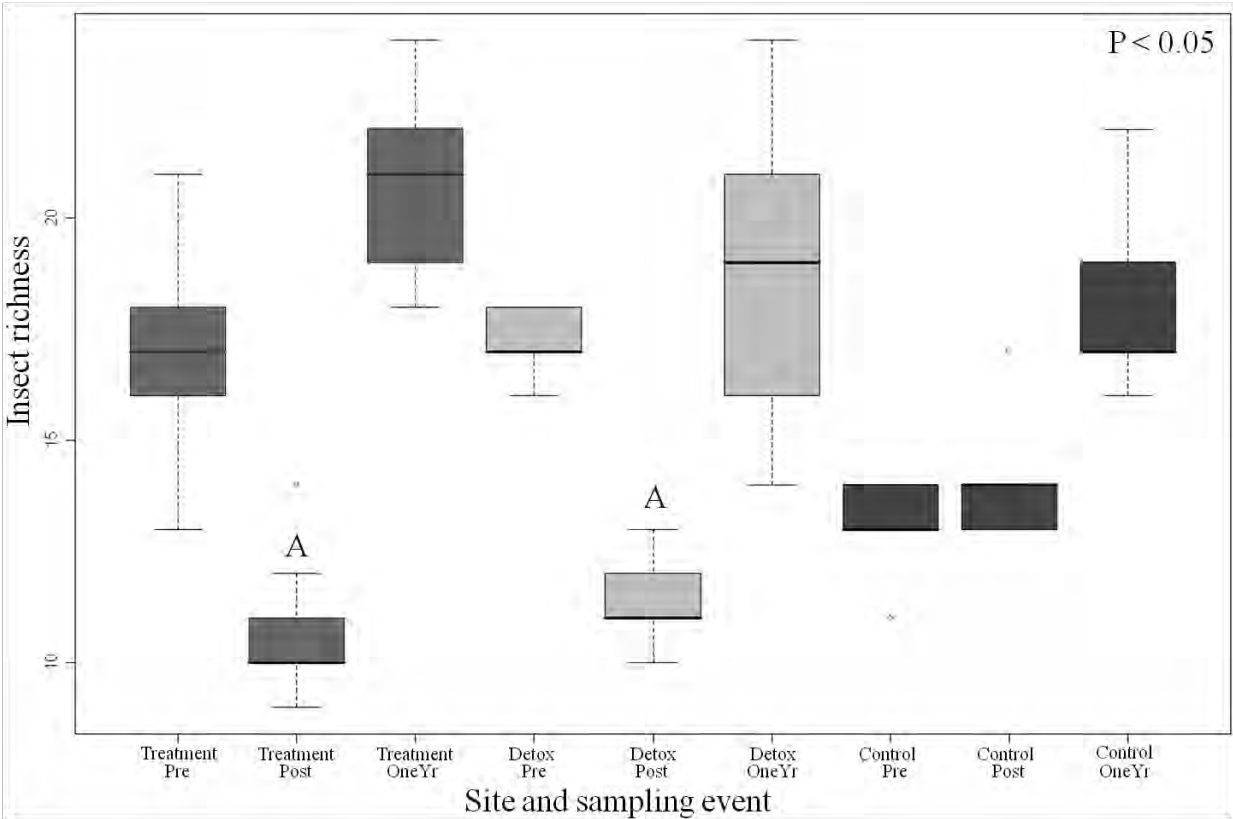 P < 0.05
Insect richness
20
15
10
A
A
Treatment Pre
Treatment Post
Treatment OneYr
Detox Pre
Detox Post
Detox OneYr
Control Pre
Control Post
Control OneYr
Site and sampling event